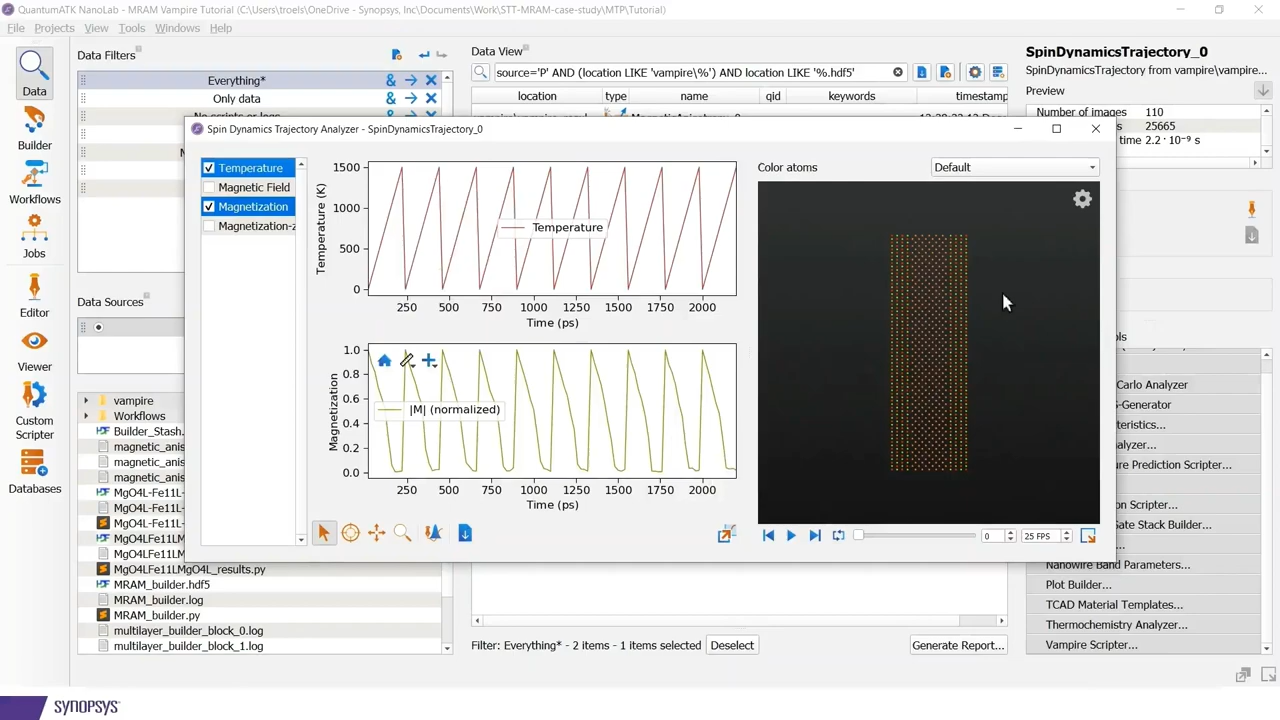 QuantumATK NanoLab - MRAM Vampire Tutorial (C:\Users\troels\OneDrive - Synopsys, Inc\Documents\Work\STT-MRAM-case-study\MTP\Tutorial)
File Projects View Tools Windows Help
Data
Builder
Workflows
Jobs
Editor
Viewer
Custom Scripter
Databases
Data Filters
Everything*
Only data
No scripts or logs
Data View
source='P' AND (location LIKE 'vampire\%') AND location LIKE '%.hdf5'
location type name qid keywords timestamp
SpinDynamicsTrajectory_0
SpinDynamicsTrajectory from vampire\vampire...
Preview
Number of images 110
25665
time 2.2 · 10⁻⁹ s
Spin Dynamics Trajectory Analyzer - SpinDynamicsTrajectory_0
Temperature
Magnetic Field
Magnetization
Magnetization-z
Temperature (K)
1500
1000
500
0
Temperature
250 500 750 1000 1250 1500 1750 2000
Time (ps)
Magnetization
1.0
0.8
0.6
0.4
0.2
0.0
|M| (normalized)
250 500 750 1000 1250 1500 1750 2000
Time (ps)
Color atoms
Default
0
25 FPS
Data Sources
vampire
Workflows
Builder_Stash.
magnetic_anis
magnetic_anis
magnetic_anis
MgO4L-Fe11L-
MgO4L-Fe11L-
MgO4L-Fe11L-
MgO4LFe11LM
MgO4LFe11LM
MgO4LFe11LMgO4L_results.py
MRAM_builder.hdf5
MRAM_builder.log
MRAM_builder.py
multilayer_builder_block_0.log
multilayer_builder_block_1.log
Filter: Everything* - 2 items - 1 items selected
Deselect
Generate Report...
ols
Carlo Analyzer
-Generator
teristics...
alyzer...
ure Prediction Scripter...
n Scripter...
Gate Stack Builder...
Nanowire Band Parameters...
Plot Builder...
TCAD Material Templates...
Thermochemistry Analyzer...
Vampire Scripter...
SYNOPSYS